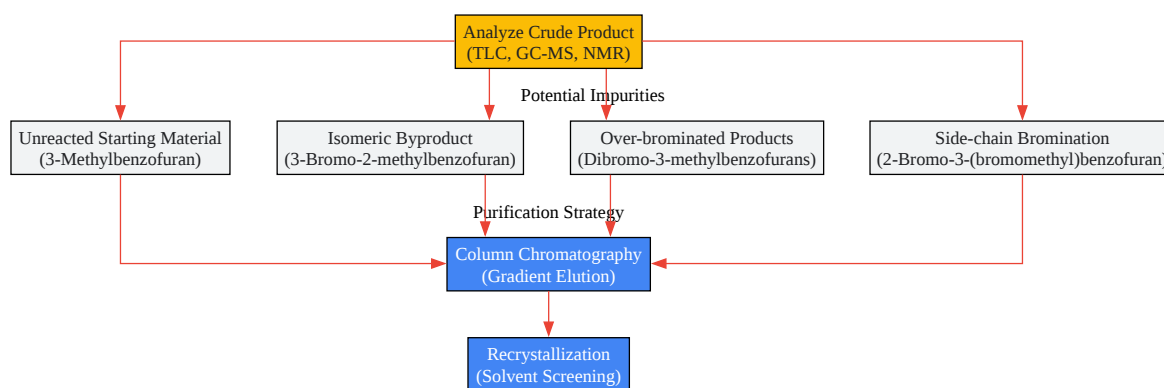 Analyze Crude Product
(TLC, GC-MS, NMR)
Potential Impurities
Unreacted Starting Material
(3-Methylbenzofuran)
Isomeric Byproduct
(3-Bromo-2-methylbenzofuran)
Over-brominated Products
(Dibromo-3-methylbenzofurans)
Side-chain Bromination
(2-Bromo-3-(bromomethyl)benzofuran)
Purification Strategy
Column Chromatography
(Gradient Elution)
Recrystallization
(Solvent Screening)